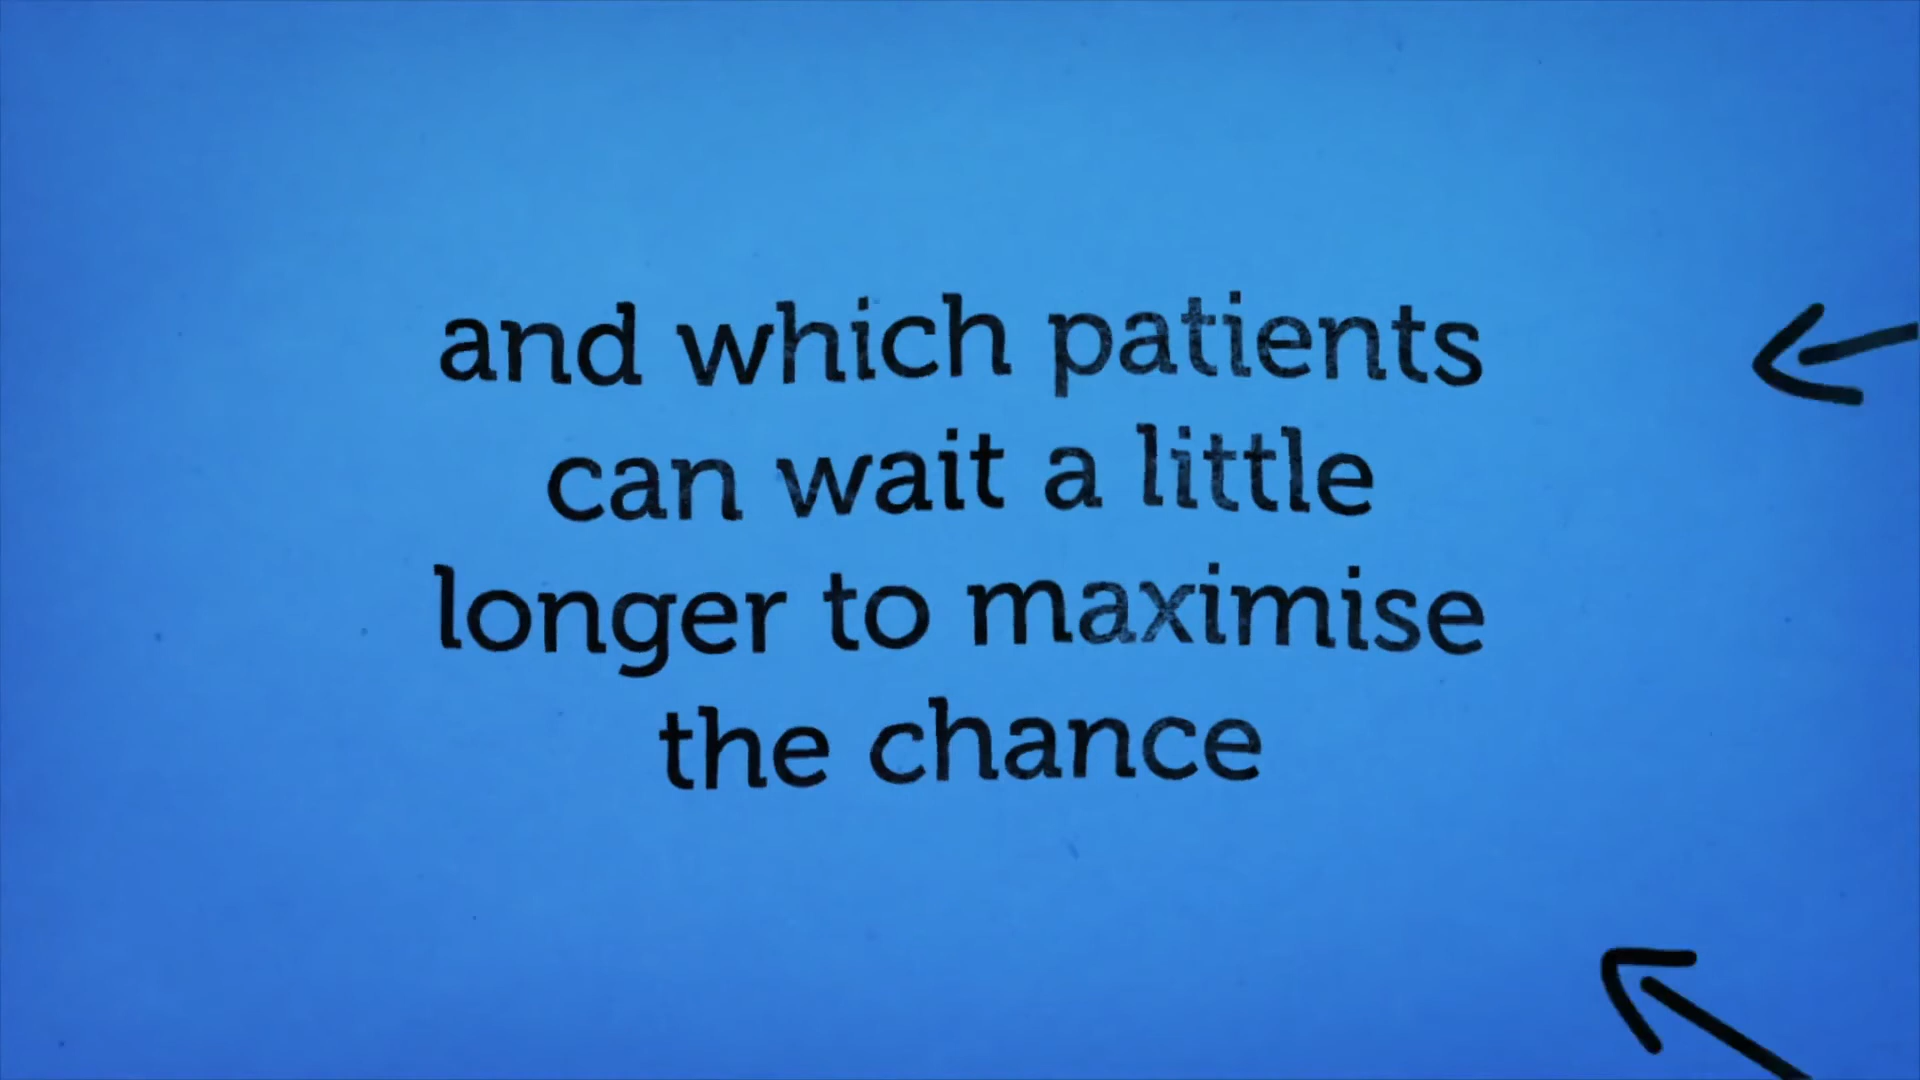 and which patients
can wait a little
longer to maximise
the chance